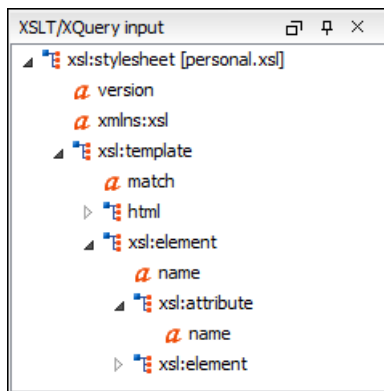 XSLT/XQuery input
xsl:stylesheet [personal.xsl]
version
xmlns:xsl
xsl:template
match
html
xsl:element
name
xsl:attribute
name
xsl:element